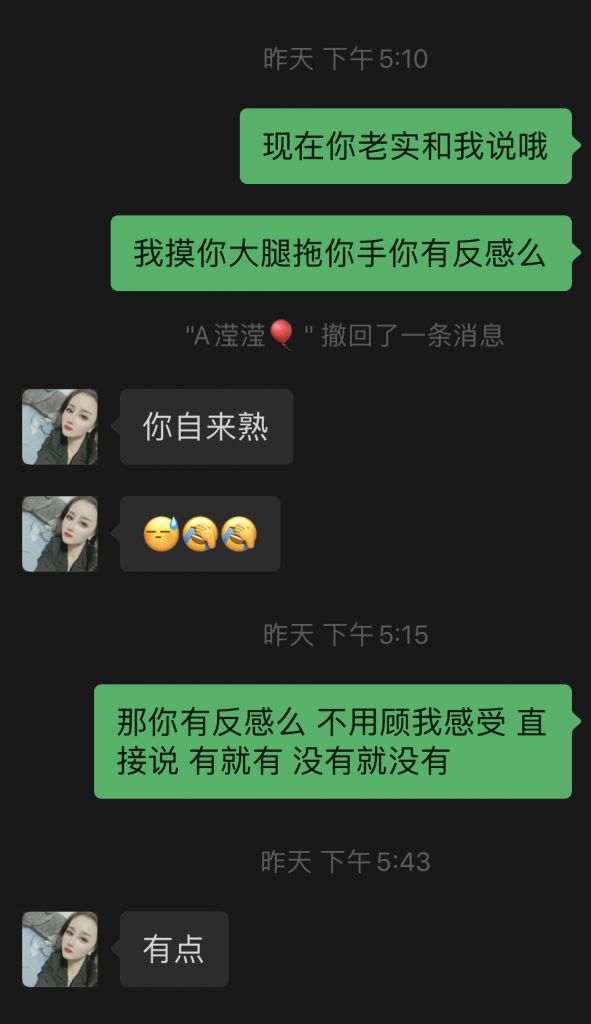 昨天 下午 5:10
现在你老实和我说哦
我摸你大腿拖你手你有反感么
"A 滢滢🎈 " 撤回了一条消息
你自来熟
😓🤦🤦
昨天 下午 5:15
那你有反感么 不用顾我感受 直
接说 有就有 没有就没有
昨天 下午 5:43
有点